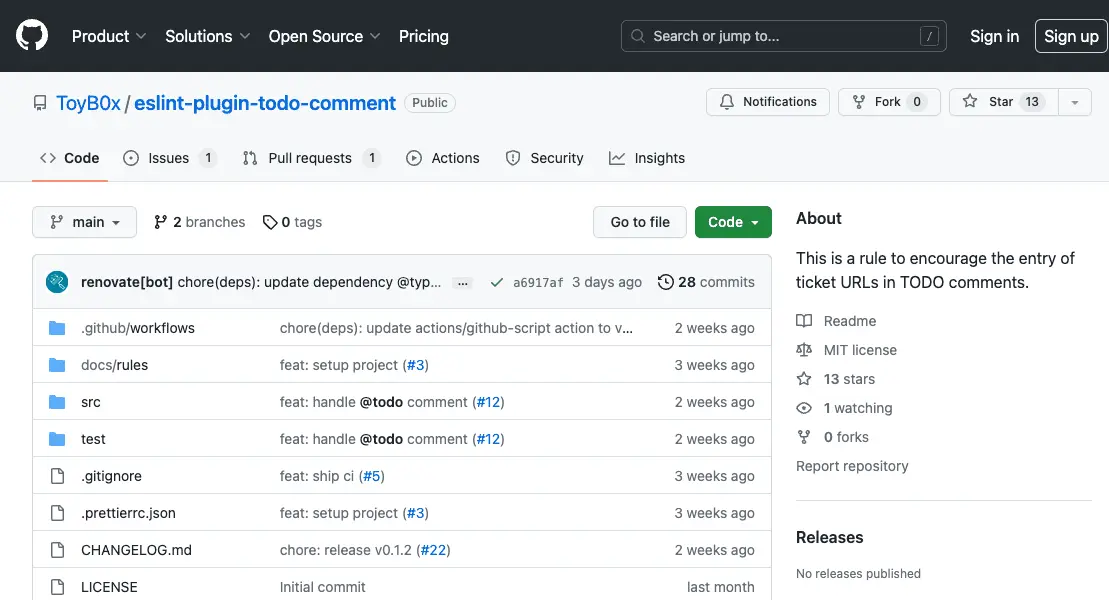 Product Solutions Open Source Pricing Search or jump to... / Sign in Sign up
ToyB0x / eslint-plugin-todo-comment Public Notifications Fork 0 Star 13
Code Issues 1 Pull requests 1 Actions Security Insights
main 2 branches 0 tags Go to file Code
renovate[bot] chore(deps): update dependency @typ... ... a6917af 3 days ago 28 commits
.github/workflows chore(deps): update actions/github-script action to v... 2 weeks ago
docs/rules feat: setup project (#3) 3 weeks ago
src feat: handle @todo comment (#12) 2 weeks ago
test feat: handle @todo comment (#12) 2 weeks ago
.gitignore feat: ship ci (#5) 3 weeks ago
.prettierrc.json feat: setup project (#3) 3 weeks ago
CHANGELOG.md chore: release v0.1.2 (#22) 2 weeks ago
LICENSE Initial commit last month
About
This is a rule to encourage the entry of
ticket URLs in TODO comments.
Readme
MIT license
13 stars
1 watching
0 forks
Report repository
Releases
No releases published